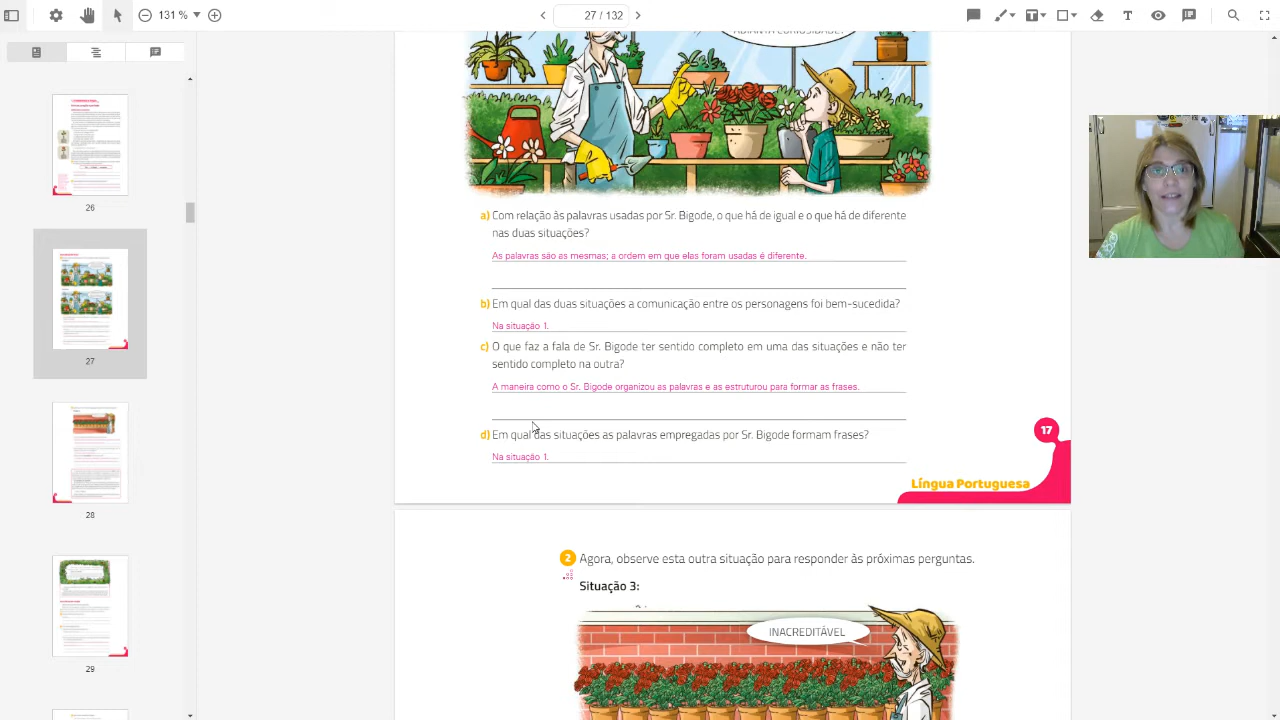 131 %
27 / 132
ADIANTA CURIOSIDADE!
a) Com relação às palavras usadas por Sr. Bigode, o que há de igual e o que há de diferente
nas duas situações?
As palavras são as mesmas; a ordem em que elas foram usadas é diferente.
b) Em qual das duas situações a comunicação entre os personagens foi bem-sucedida?
Na situação 1.
c) O que faz a fala de Sr. Bigode ter sentido completo em uma das situações e não ter
sentido completo na outra?
A maneira como o Sr. Bigode organizou as palavras e as estruturou para formar as frases.
d) Em qual situação as palavras empregadas por Sr. Bigode formam frase?
Na situação 1.
17
Língua Portuguesa
2 Agora, observe esta outra situação para responder às próximas perguntas.
Situação 3
INACREDITÁVEL
26
27
28
29